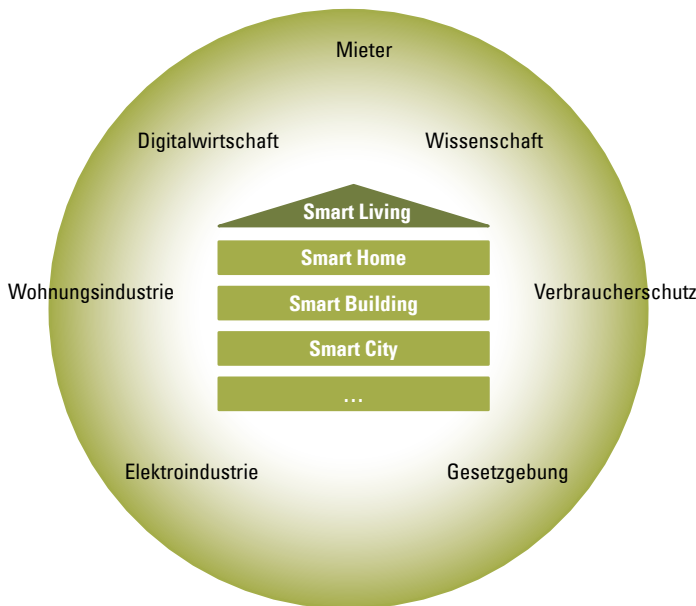 Mieter
Digitalwirtschaft
Wissenschaft
Smart Living
Smart Home
Wohnungsindustrie
Smart Building
Verbraucherschutz
Smart City
...
Elektroindustrie
Gesetzgebung